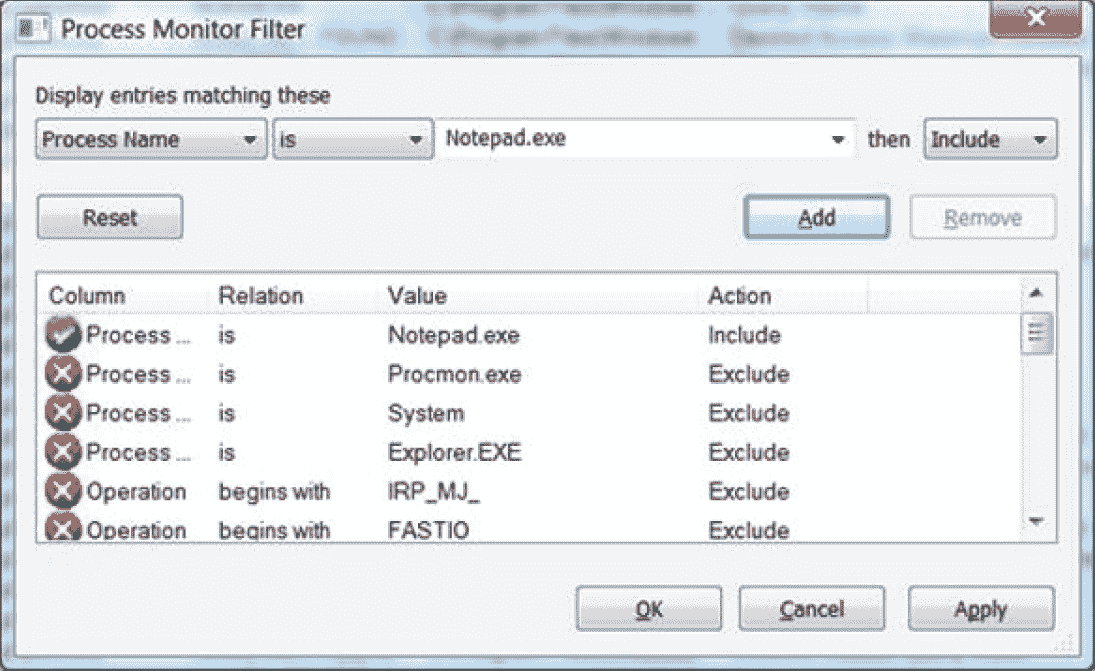 Process Monitor Filter
Display entries matching these
Process Name is Notepad.exe then Include
Reset Add Remove
Column Relation Value Action
Process ... is Notepad.exe Include
Process ... is Procmon.exe Exclude
Process ... is System Exclude
Process ... is Explorer.EXE Exclude
Operation begins with IRP_MJ_ Exclude
Operation begins with FASTIO Exclude
OK Cancel Apply